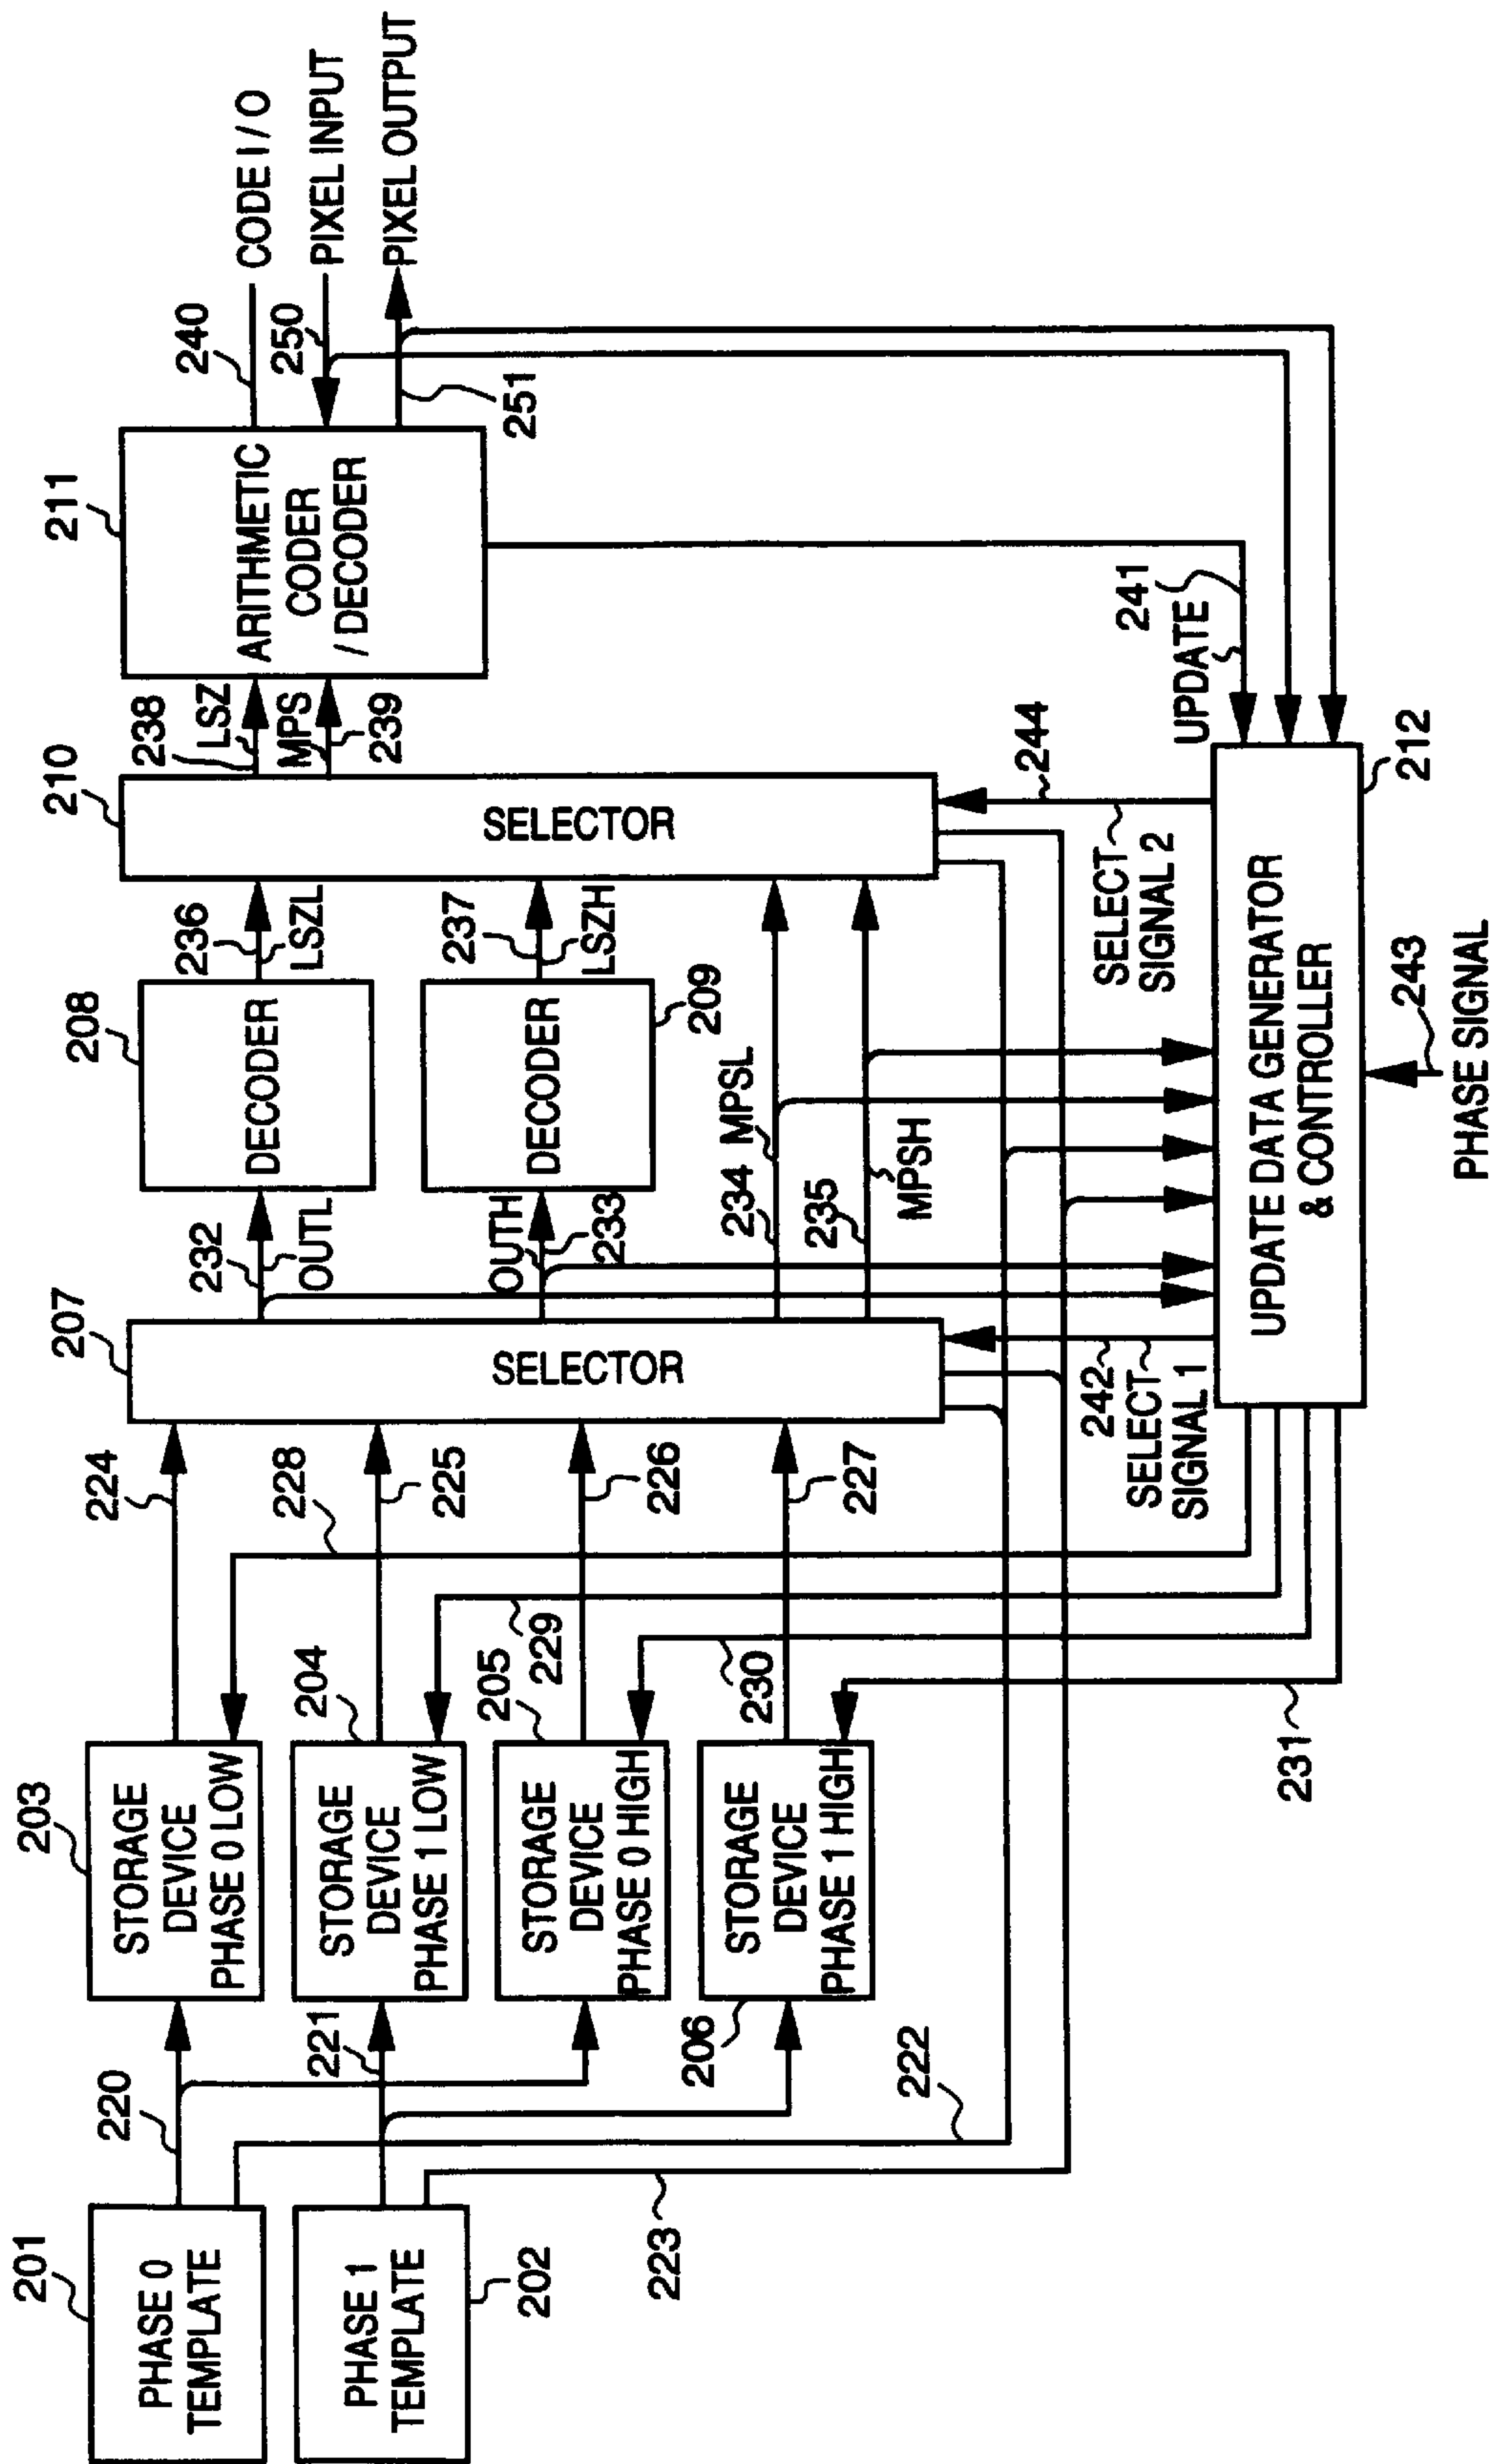 201
PHASE 0
TEMPLATE
PHASE 1
TEMPLATE
202
220
221
222
223
203
STORAGE
DEVICE
PHASE 0 LOW
204
STORAGE
DEVICE
PHASE 1 LOW
205
STORAGE
DEVICE
PHASE 0 HIGH
206
STORAGE
DEVICE
PHASE 1 HIGH
224
228
225
229
226
230
227
231
207
SELECTOR
242
SELECT
SIGNAL 1
232
OUTL
OUTH
233
234
MPSL
235
MPSH
208
DECODER
DECODER
209
236
LSZL
237
LSZH
210
SELECTOR
244
SELECT
SIGNAL 2
238
LSZ
MPS
239
211
ARITHMETIC
CODER
/ DECODER
240
CODE I / O
250
PIXEL INPUT
251
PIXEL OUTPUT
UPDATE
241
212
UPDATE DATA GENERATOR
& CONTROLLER
243
PHASE SIGNAL